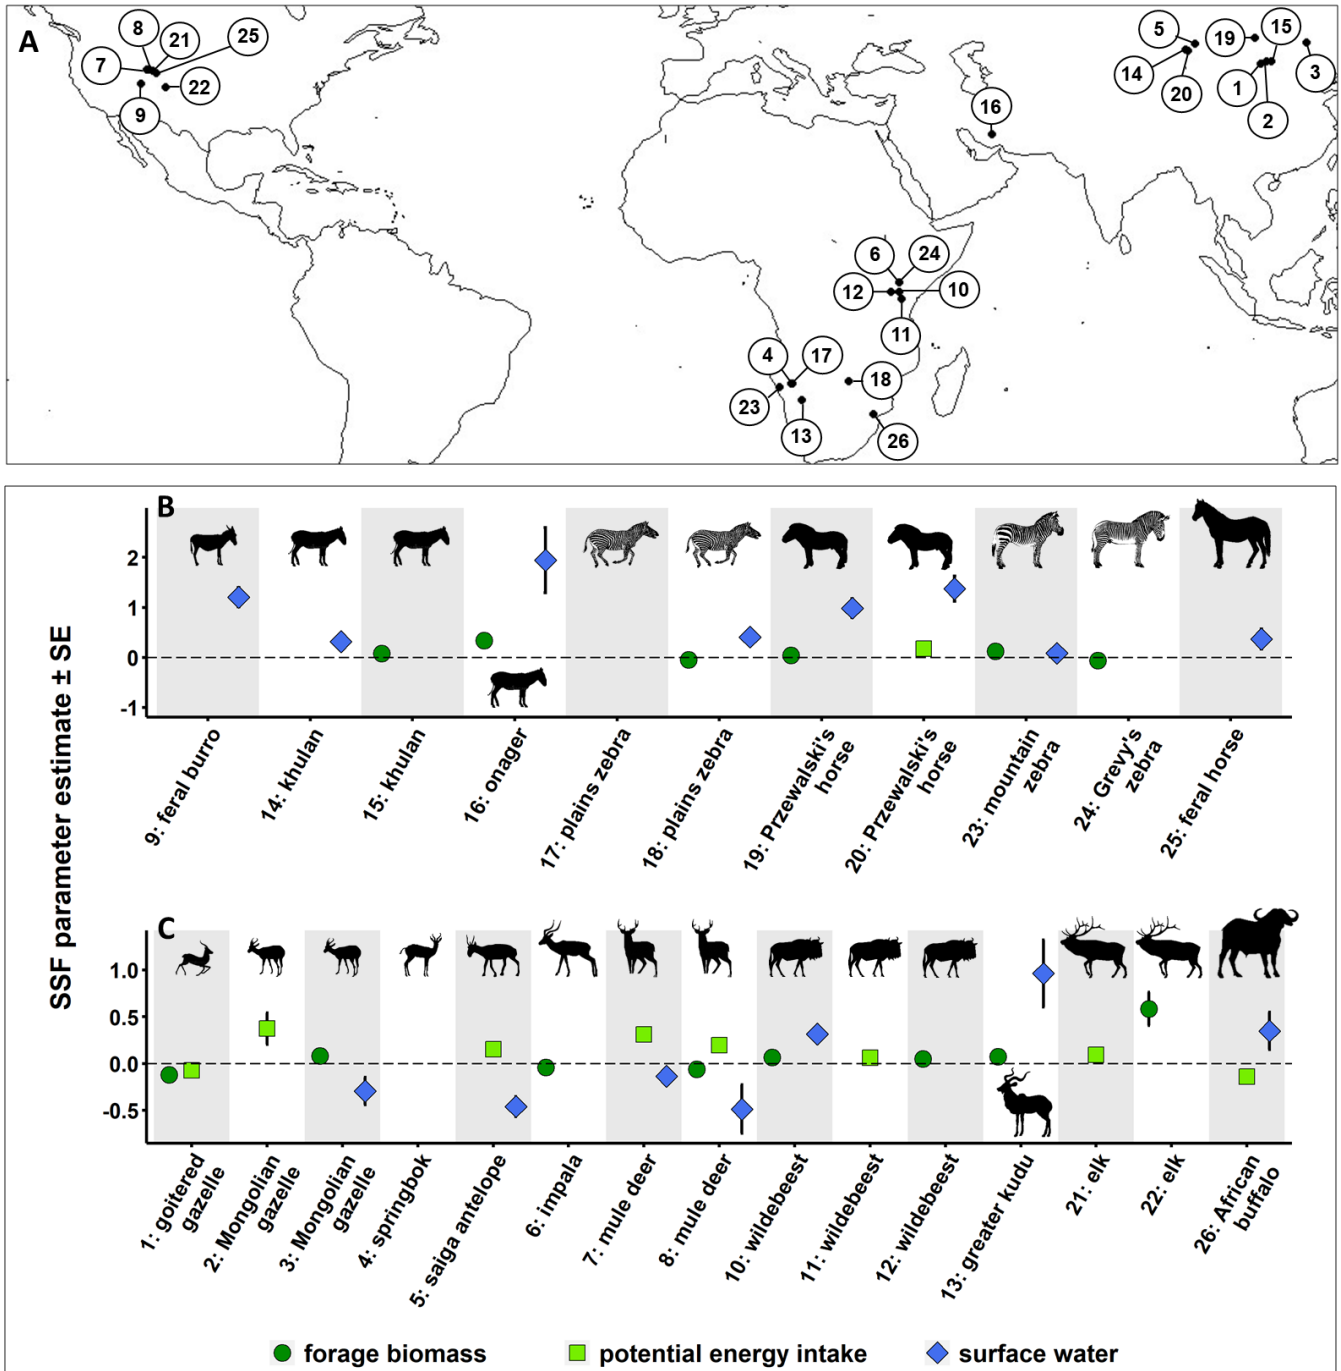 A
8
21
25
7
22
9
5
19
15
14
20
1
3
2
16
6
24
12
10
11
4
17
18
23
13
26
B
SSF parameter estimate ± SE
2
1
0
-1
9: feral burro
14: khulan
15: khulan
16: onager
17: plains zebra
18: plains zebra
19: Przewalski's
horse
20: Przewalski's
horse
23: mountain
zebra
24: Grevy's
zebra
25: feral horse
C
1.0
0.5
0.0
-0.5
1: goitered
gazelle
2: Mongolian
gazelle
3: Mongolian
gazelle
4: springbok
5: saiga antelope
6: impala
7: mule deer
8: mule deer
10: wildebeest
11: wildebeest
12: wildebeest
13: greater kudu
21: elk
22: elk
26: African
buffalo
forage biomass
potential energy intake
surface water